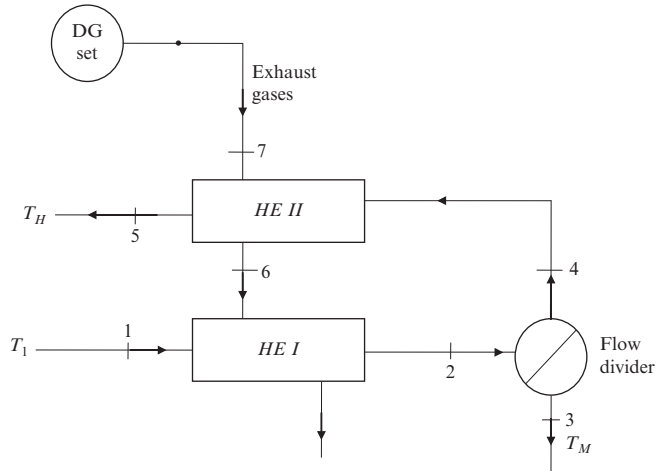 DG
set
Exhaust
gases
7
T_H
HE II
5
6
4
T_1
1
HE I
2
Flow
divider
3
T_M